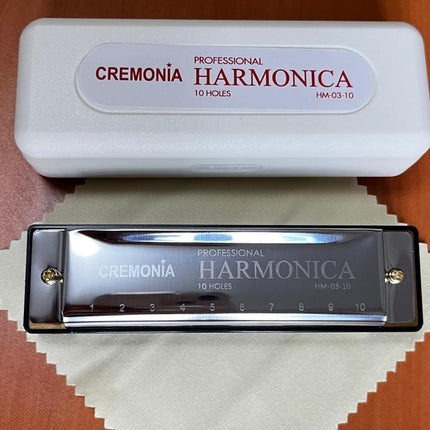 PROFESSIONAL
CREMONIA HARMONICA
10 HOLES HM-03-10
PROFESSIONAL
CREMONIA HARMONICA
10 HOLES HM-03-10
1 2 3 4 5 6 7 8 9 10